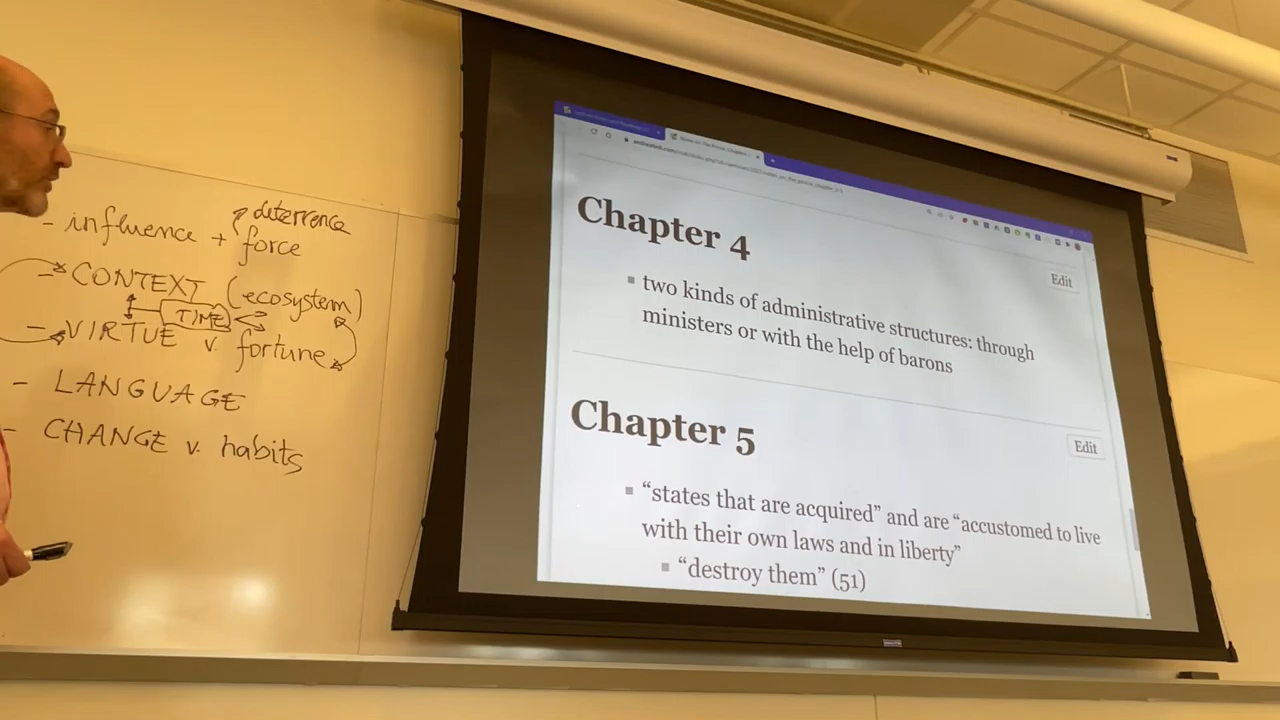 deterrence
- influence + force
- CONTEXT (ecosystem)
TIME
- VIRTUE v. fortune
- LANGUAGE
- CHANGE v. habits
Chapter 4
Edit
▪ two kinds of administrative structures: through
ministers or with the help of barons
Chapter 5
Edit
▪ “states that are acquired” and are “accustomed to live
with their own laws and in liberty”
▪ “destroy them” (51)